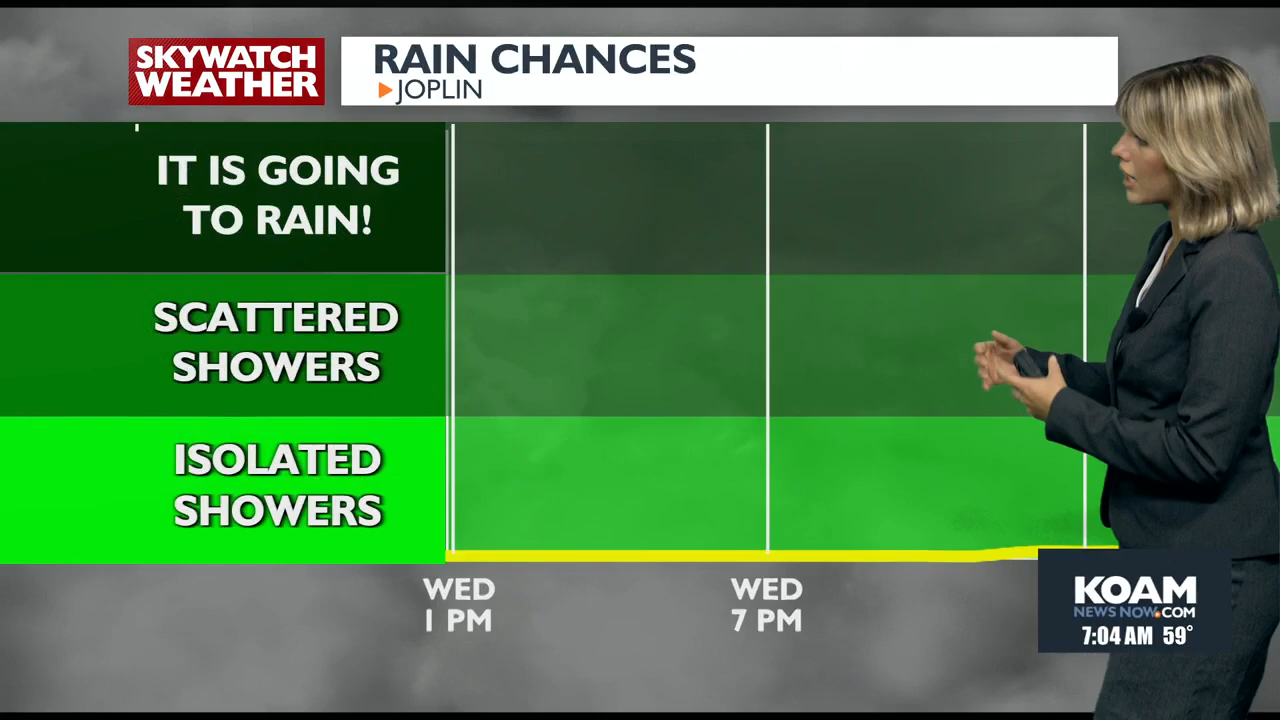 SKYWATCH
WEATHER
RAIN CHANCES
JOPLIN
IT IS GOING
TO RAIN!
SCATTERED
SHOWERS
ISOLATED
SHOWERS
WED
1 PM
WED
7 PM
KOAM
NEWS NOW.COM
7:04 AM 59°